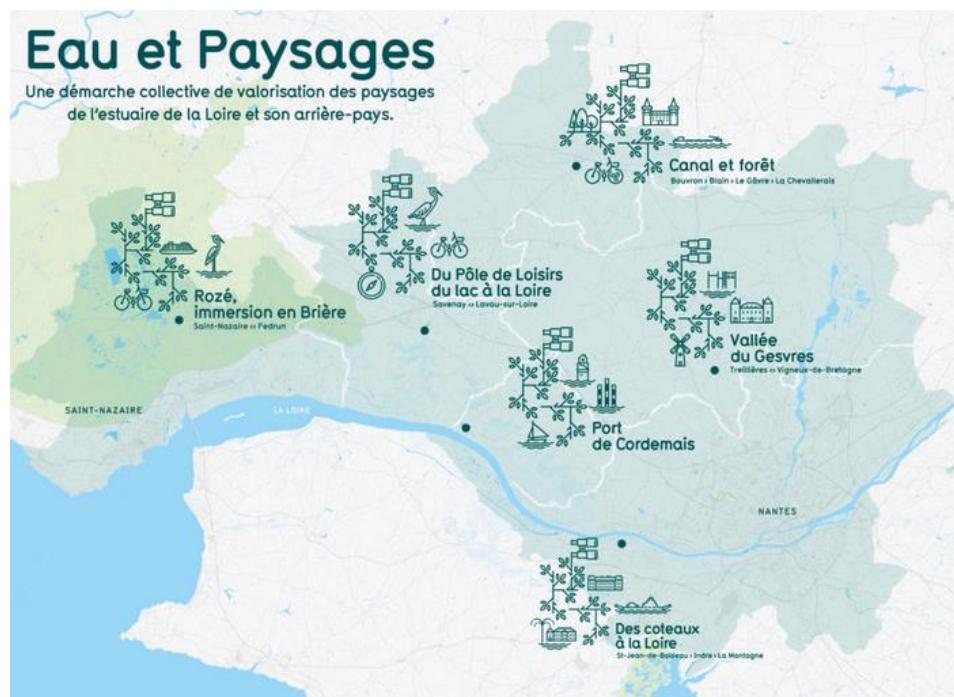 Eau et Paysages
Une démarche collective de valorisation des paysages
de l'estuaire de la Loire et son arrière-pays.
Canal et forêt
Bouvron > Blain > Le Gâvre > La Chevallerais
Du Pôle de Loisirs
du lac à la Loire
Savenay ↔ Lavau-sur-Loire
Rozé,
immersion en Brière
Saint-Nazaire ↔ Fedrun
Vallée
du Gesvres
Treillières ↔ Vigneux-de-Bretagne
SAINT-NAZAIRE
LA LOIRE
Port
de Cordemais
NANTES
Des coteaux
à la Loire
St-Jean-de-Boiseau > Indre > La Montagne